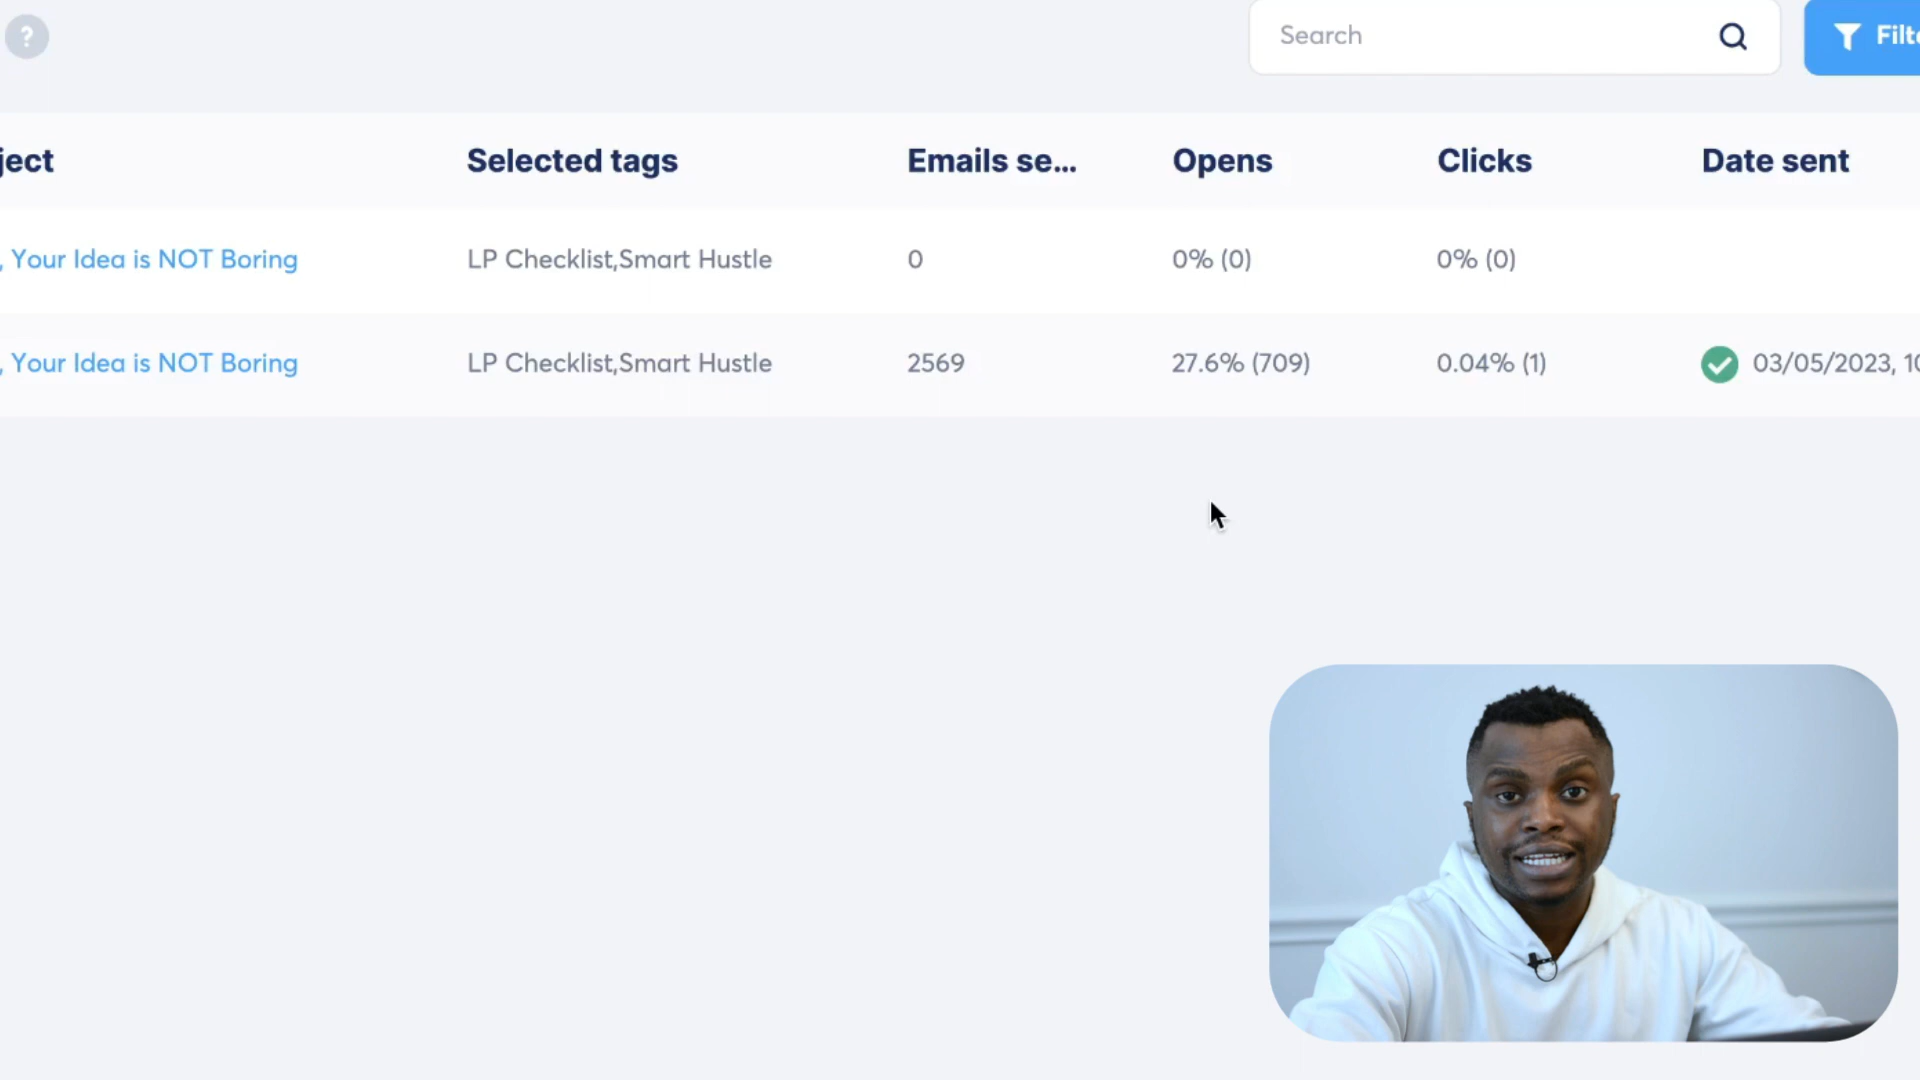 ?
Search
Filte
ject
Selected tags
Emails se...
Opens
Clicks
Date sent
, Your Idea is NOT Boring
LP Checklist,Smart Hustle
0
0% (0)
0% (0)
, Your Idea is NOT Boring
LP Checklist,Smart Hustle
2569
27.6% (709)
0.04% (1)
03/05/2023, 10